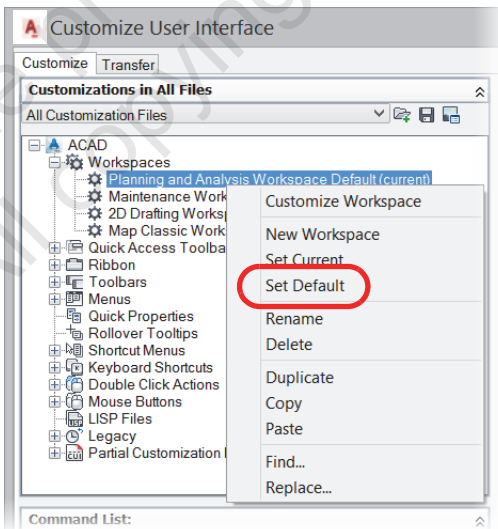 Customize User Interface
Customize Transfer
Customizations in All Files
All Customization Files
ACAD
Workspaces
Planning and Analysis Workspace Default (current)
Maintenance Work
2D Drafting Worksp
Map Classic Work
Quick Access Toolba
Ribbon
Toolbars
Menus
Quick Properties
Rollover Tooltips
Shortcut Menus
Keyboard Shortcuts
Double Click Actions
Mouse Buttons
LISP Files
Legacy
Partial Customization
Customize Workspace
New Workspace
Set Current
Set Default
Rename
Delete
Duplicate
Copy
Paste
Find...
Replace...
Command List: